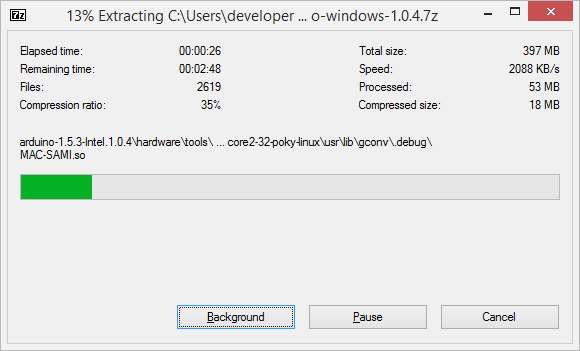 7z 13% Extracting C:\Users\developer ... o-windows-1.0.4.7z
Elapsed time: 00:00:26 Total size: 397 MB
Remaining time: 00:02:48 Speed: 2088 KB/s
Files: 2619 Processed: 53 MB
Compression ratio: 35% Compressed size: 18 MB
arduino-1.5.3-Intel.1.0.4\hardware\tools\ ... core2-32-poky-linux\usr\lib\gconv\.debug\
MAC-SAMI.so
Background Pause Cancel